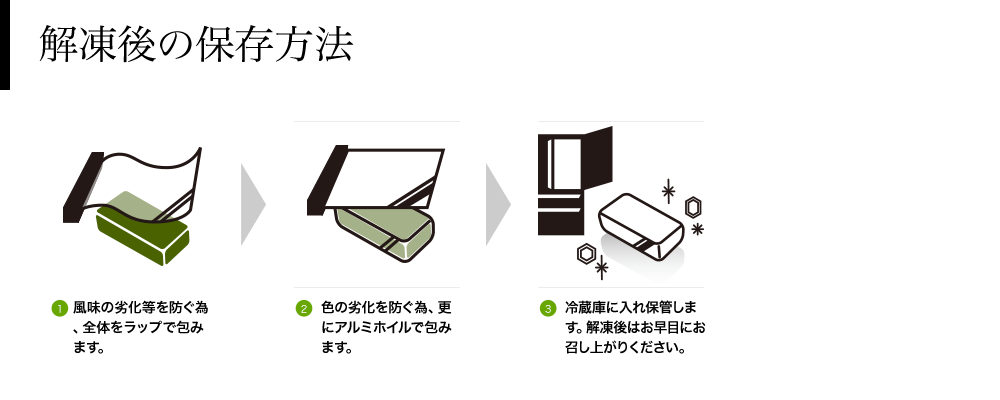 解凍後の保存方法
1 風味の劣化等を防ぐ為
、全体をラップで包み
ます。
2 色の劣化を防ぐ為、更
にアルミホイルで包み
ます。
3 冷蔵庫に入れ保管しま
す。解凍後はお早目にお
召し上がりください。